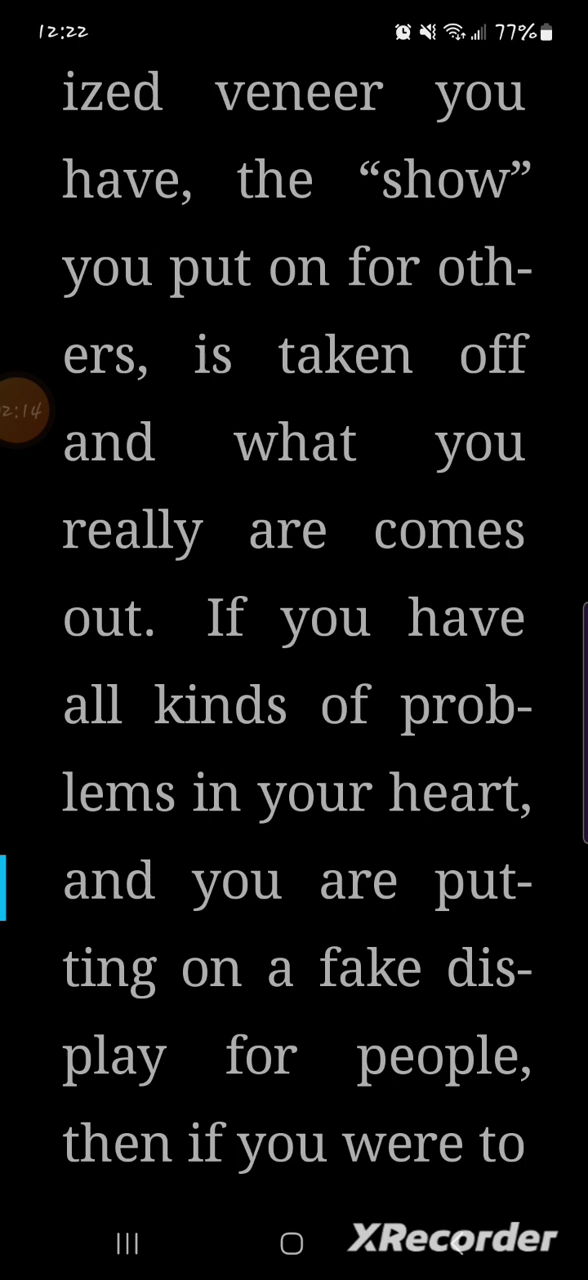 12:22 77%
ized veneer you
have, the “show”
you put on for oth-
ers, is taken off
02:14
and what you
really are comes
out. If you have
all kinds of prob-
lems in your heart,
and you are put-
ting on a fake dis-
play for people,
then if you were to
XRecorder